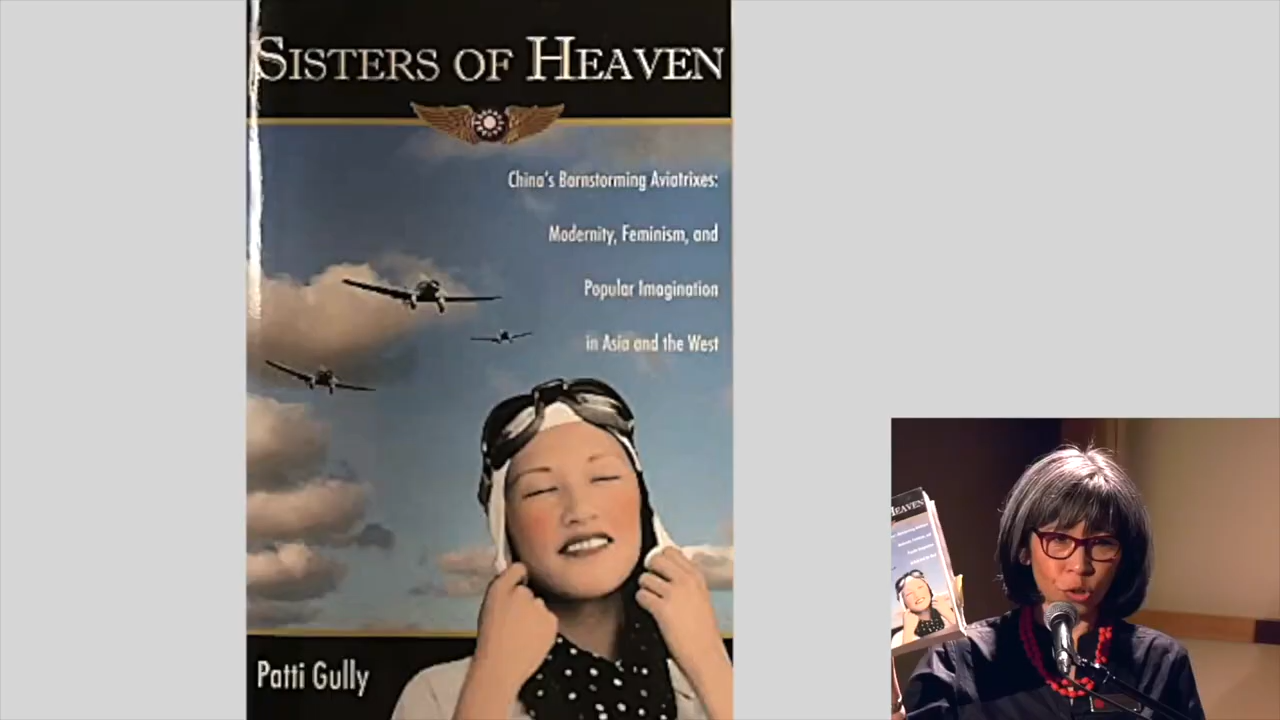 SISTERS OF HEAVEN
China's Barnstorming Aviatrixes:
Modernity, Feminism, and
Popular Imagination
in Asia and the West
Patti Gully
HEAVEN